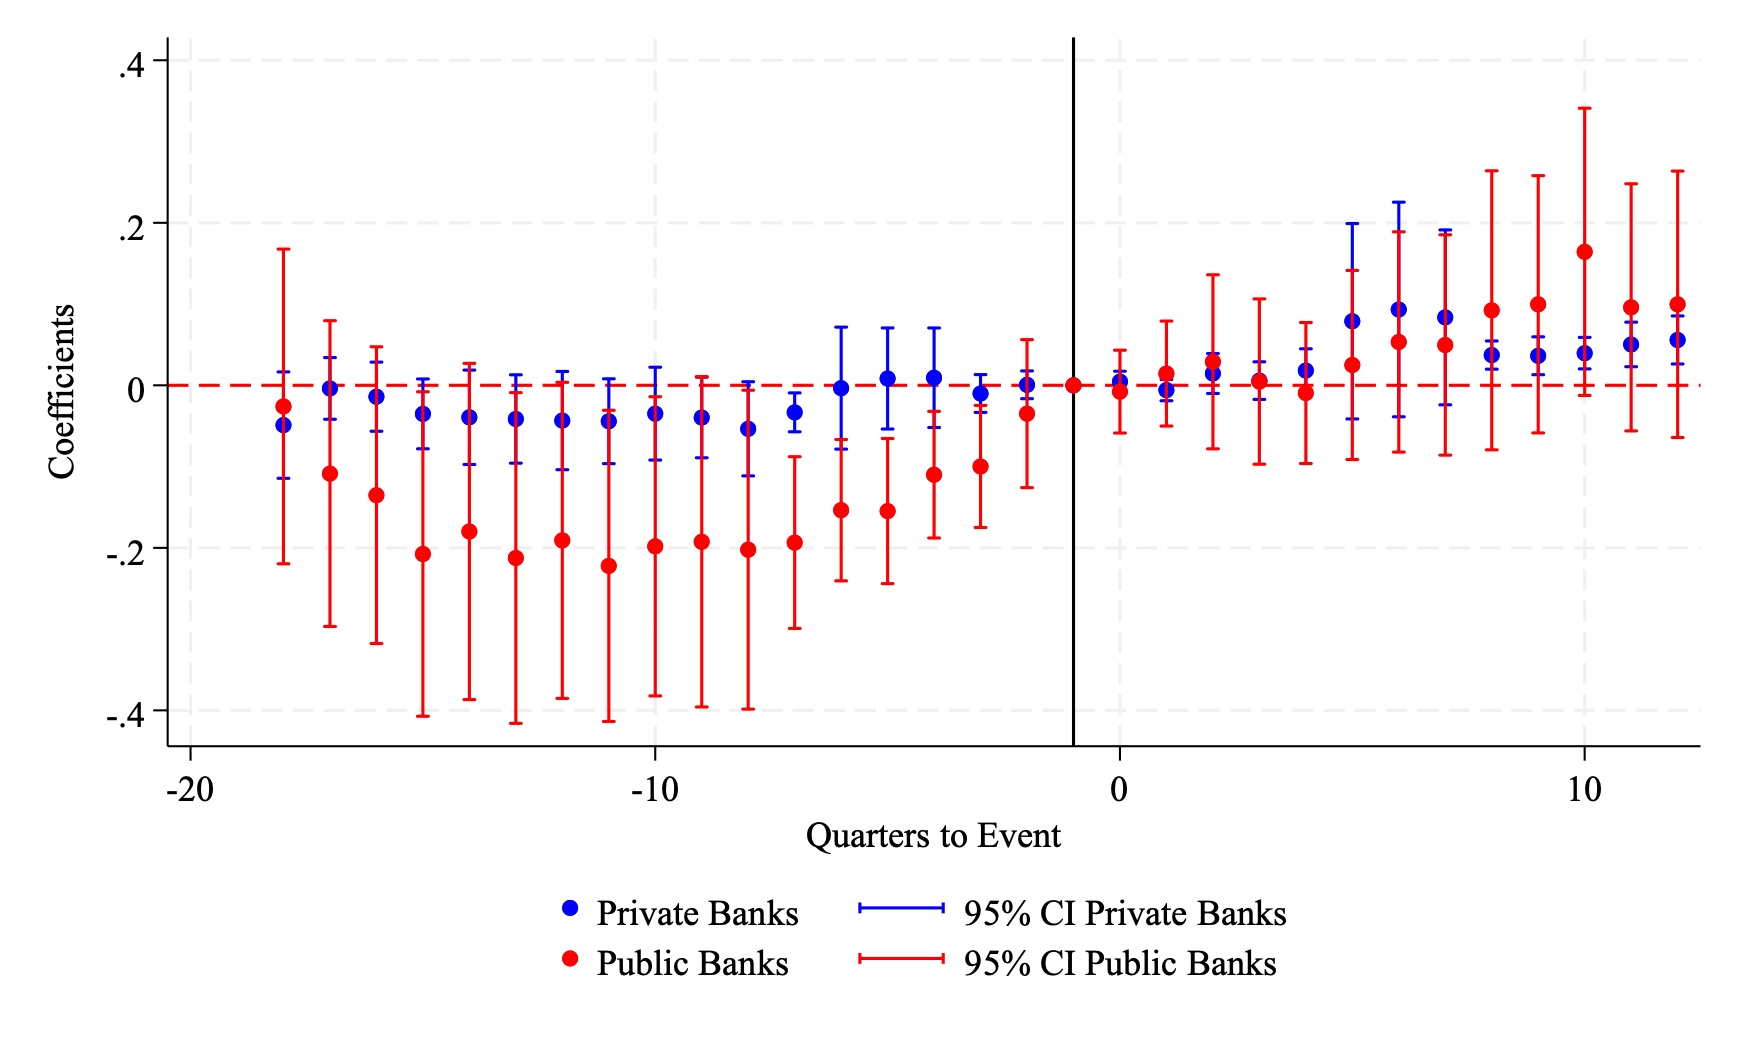 .4
.2
0
-.2
-.4
Coefficients
-20
-10
0
10
Quarters to Event
Private Banks
95% CI Private Banks
Public Banks
95% CI Public Banks